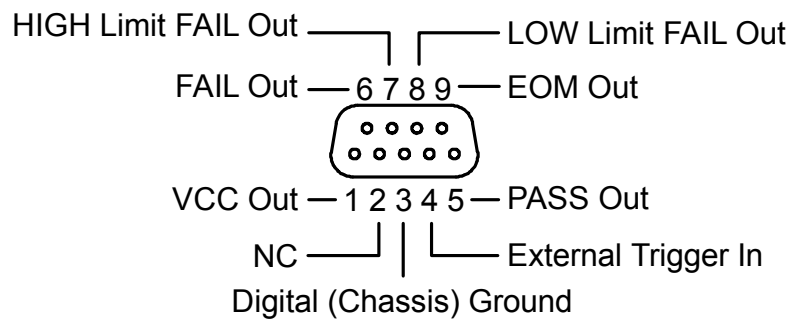 HIGH Limit FAIL Out
LOW Limit FAIL Out
FAIL Out 6 7 8 9 EOM Out
VCC Out 1 2 3 4 5 PASS Out
NC
External Trigger In
Digital (Chassis) Ground